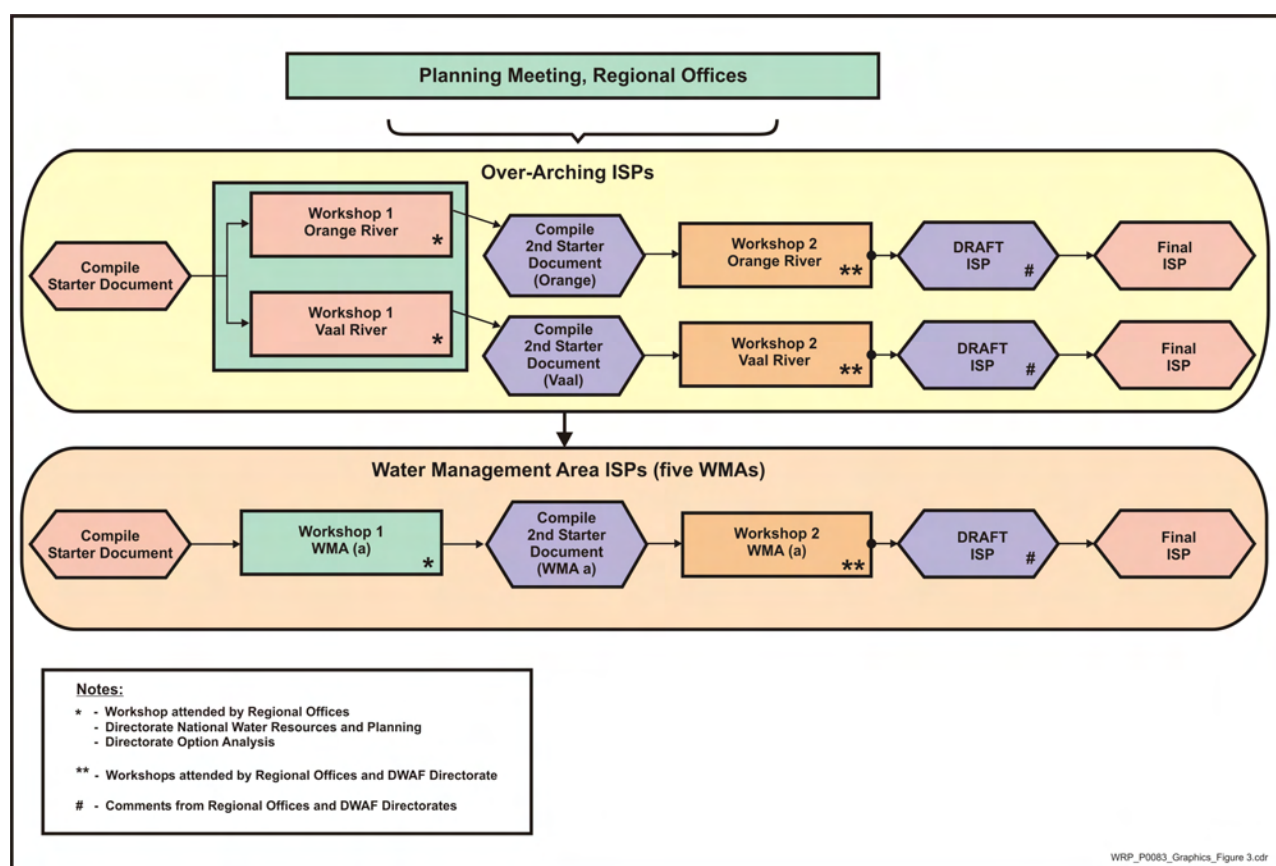 Planning Meeting, Regional Offices
Over-Arching ISPs
Compile
Starter Document
Workshop 1
Orange River
*
Workshop 1
Vaal River
*
Compile
2nd Starter
Document
(Orange)
Workshop 2
Orange River
**
DRAFT
ISP
#
Final
ISP
Compile
2nd Starter
Document
(Vaal)
Workshop 2
Vaal River
**
DRAFT
ISP
#
Final
ISP
Water Management Area ISPs (five WMAs)
Compile
Starter Document
Workshop 1
WMA (a)
*
Compile
2nd Starter
Document
(WMA a)
Workshop 2
WMA (a)
**
DRAFT
ISP
#
Final
ISP
Notes:
* - Workshop attended by Regional Offices
- Directorate National Water Resources and Planning
- Directorate Option Analysis
** - Workshops attended by Regional Offices and DWAF Directorate
# - Comments from Regional Offices and DWAF Directorates
WRP_P0083_Graphics_Figure 3.cdr